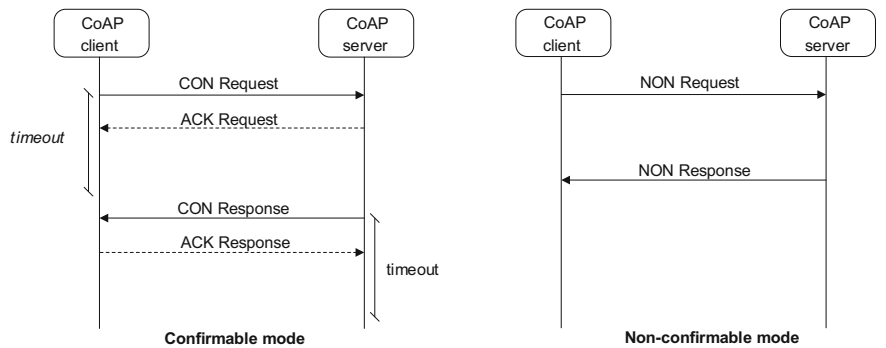 CoAP
client
CoAP
server
CON Request
ACK Request
timeout
CON Response
ACK Response
timeout
Confirmable mode
CoAP
client
CoAP
server
NON Request
NON Response
Non-confirmable mode